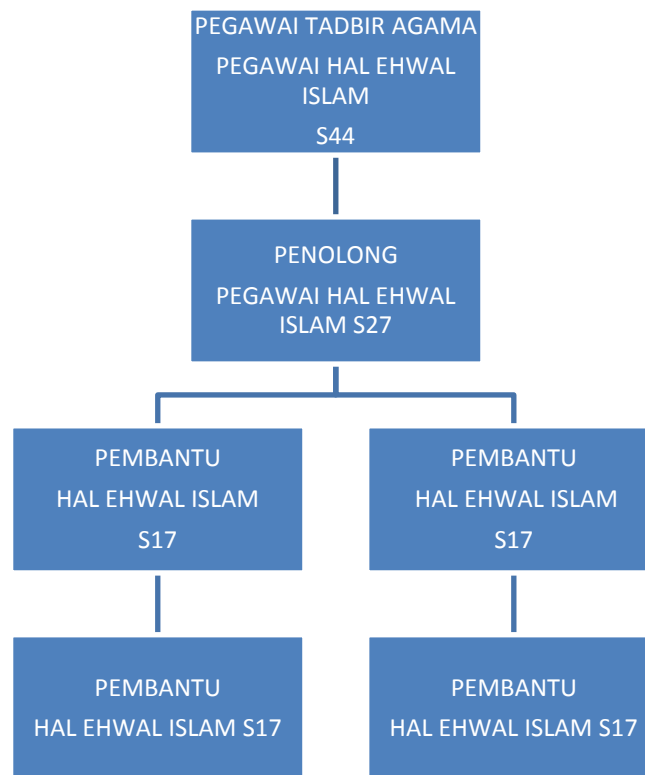 PEGAWAI TADBIR AGAMA
PEGAWAI HAL EHWAL
ISLAM
S44
PENOLONG
PEGAWAI HAL EHWAL
ISLAM S27
PEMBANTU
HAL EHWAL ISLAM
S17
PEMBANTU
HAL EHWAL ISLAM
S17
PEMBANTU
HAL EHWAL ISLAM S17
PEMBANTU
HAL EHWAL ISLAM S17